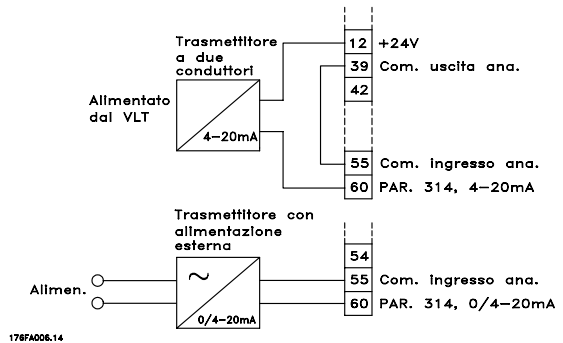 Trasmettitore
a due
conduttori
Alimentato
dal VLT
4-20mA
12 +24V
39 Com. uscita ana.
42
55 Com. ingresso ana.
60 PAR. 314, 4-20mA
Trasmettitore con
alimentazione
esterna
Alimen.
~
0/4-20mA
54
55 Com. ingresso ana.
60 PAR. 314, 0/4-20mA
176FA006.14